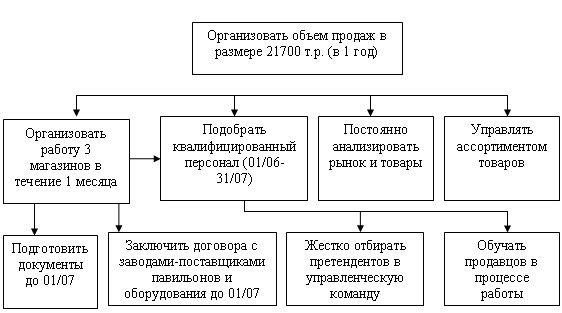 Организовать объем продаж в
размере 21700 т.р. (в 1 год)
Организовать
работу 3
магазинов в
течение 1 месяца
Подобрать
квалифицированный
персонал (01/06-
31/07)
Постоянно
анализировать
рынок и товары
Управлять
ассортиментом
товаров
Подготовить
документы
до 01/07
Заключить договора с
заводами-поставщиками
павильонов и
оборудования до 01/07
Жестко отбирать
претендентов в
управленческую
команду
Обучать
продавцов в
процессе
работы